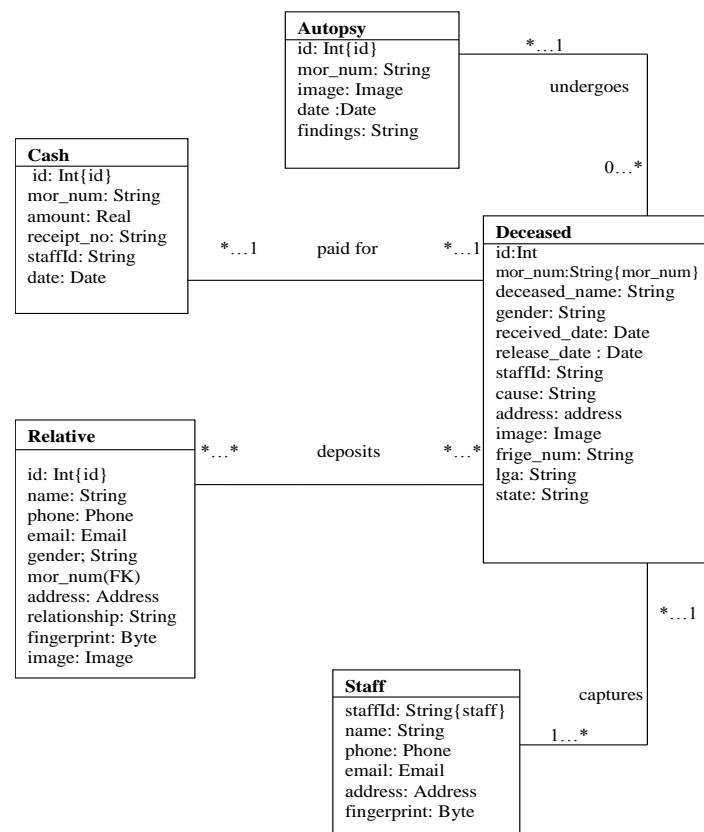 Autopsy
id: Int{id}
mor_num: String
image: Image
date :Date
findings: String
*…1
undergoes
0…*
Cash
id: Int{id}
mor_num: String
amount: Real
receipt_no: String
staffId: String
date: Date
*…1
paid for
*…1
Deceased
id:Int
mor_num:String{mor_num}
deceased_name: String
gender: String
received_date: Date
release_date : Date
staffId: String
cause: String
address: address
image: Image
frige_num: String
lga: String
state: String
Relative
id: Int{id}
name: String
phone: Phone
email: Email
gender; String
mor_num(FK)
address: Address
relationship: String
fingerprint: Byte
image: Image
*…*
deposits
*…*
*…1
captures
1…*
Staff
staffId: String{staff}
name: String
phone: Phone
email: Email
address: Address
fingerprint: Byte